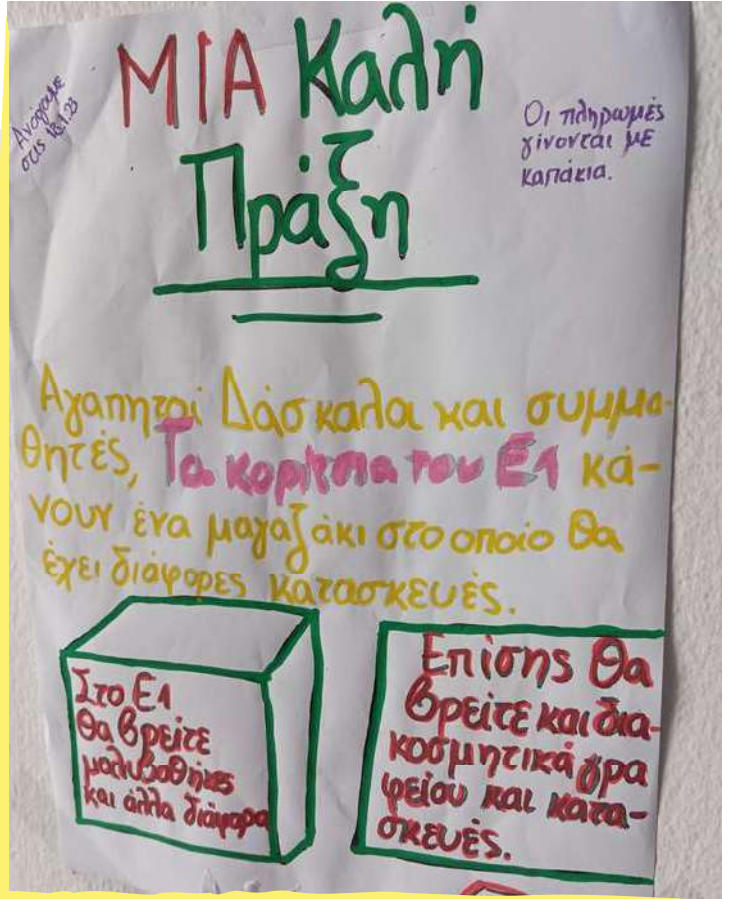 ΜΙΑ Καλή
Πράξη
Ανοίγουμε
στις 18.1.23
Οι πληρωμές
γίνονται με
καπάκια.
Αγαπητοί Δάσκαλοι και συμμα-
θητές, Τα κορίτσια του Ε1 κά-
νουν ένα μαγαζάκι στο οποίο θα
έχει διάφορες κατασκευές.
Στο Ε1
θα βρείτε
μολυβοθήκες
και άλλα διάφορα
Επίσης θα
βρείτε και δια-
κοσμητικά γρα
φείου και κατα-
σκευές.